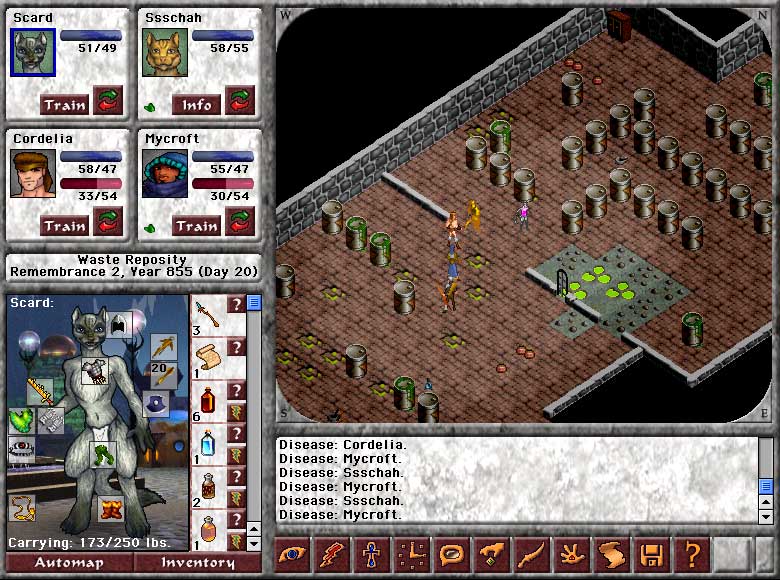 Scard
51/49
Train
Ssschah
58/55
Info
Cordelia
58/47
33/54
Train
Mycroft
55/47
30/54
Train
Waste Reposity
Remembrance 2, Year 855 (Day 20)
Scard:
20
Carrying: 173/250 lbs.
?
3
?
1
?
6
?
1
?
2
?
1
Automap
Inventory
W
N
S
E
Disease: Cordelia.
Disease: Mycroft.
Disease: Ssschah.
Disease: Mycroft.
Disease: Ssschah.
Disease: Mycroft.
?